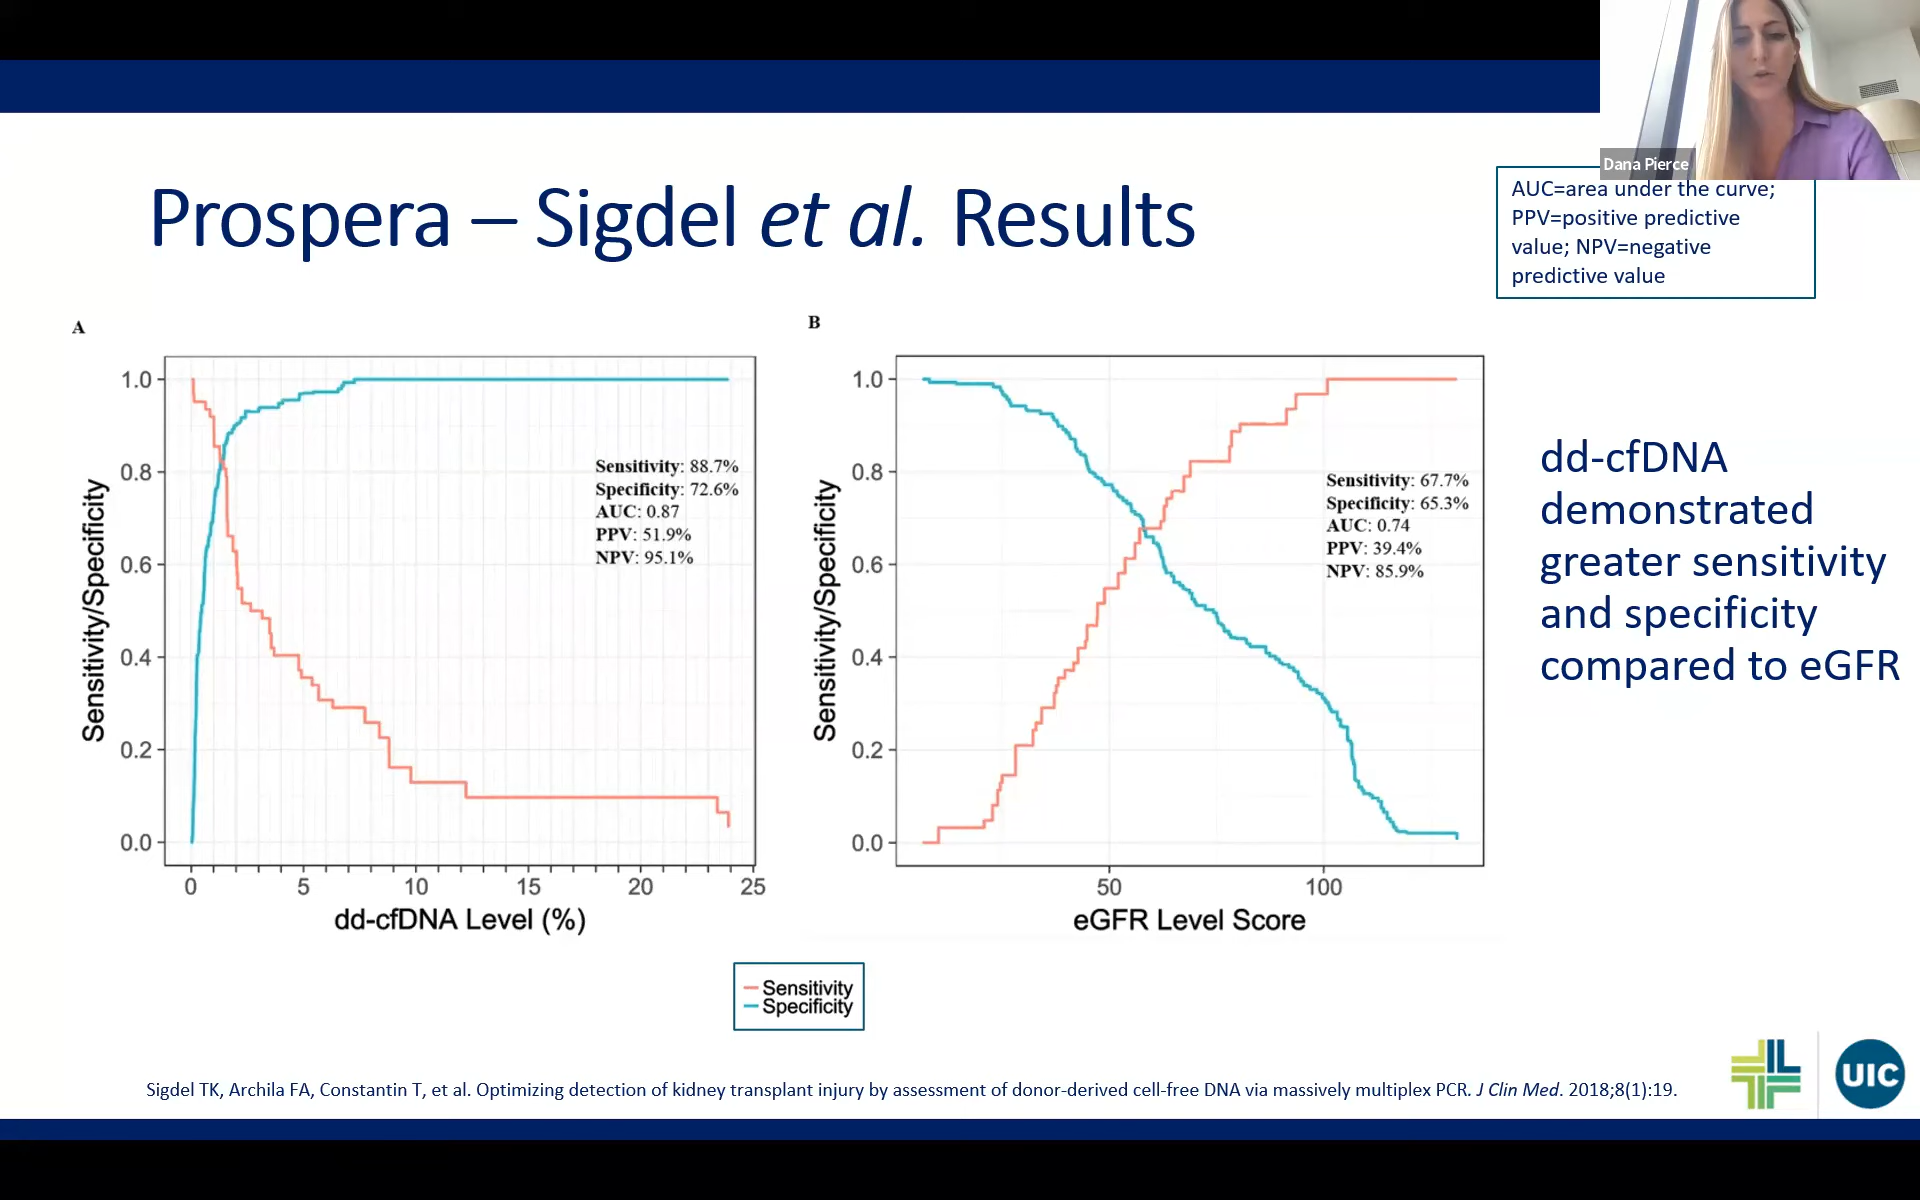 Dana Pierce
Prospera – Sigdel et al. Results
AUC=area under the curve;
PPV=positive predictive
value; NPV=negative
predictive value
A
1.0
0.8
0.6
0.4
0.2
0.0
Sensitivity/Specificity
Sensitivity: 88.7%
Specificity: 72.6%
AUC: 0.87
PPV: 51.9%
NPV: 95.1%
0 5 10 15 20 25
dd-cfDNA Level (%)
B
1.0
0.8
0.6
0.4
0.2
0.0
Sensitivity/Specificity
Sensitivity: 67.7%
Specificity: 65.3%
AUC: 0.74
PPV: 39.4%
NPV: 85.9%
50 100
eGFR Level Score
dd-cfDNA
demonstrated
greater sensitivity
and specificity
compared to eGFR
Sensitivity
Specificity
Sigdel TK, Archila FA, Constantin T, et al. Optimizing detection of kidney transplant injury by assessment of donor-derived cell-free DNA via massively multiplex PCR. J Clin Med. 2018;8(1):19.
UIC